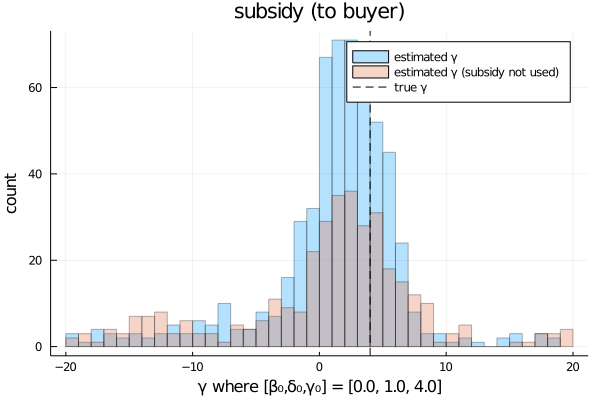 subsidy (to buyer)
estimated γ
estimated γ (subsidy not used)
true γ
count
60
40
20
0
−20
−10
0
10
20
γ where [β₀,δ₀,γ₀] = [0.0, 1.0, 4.0]